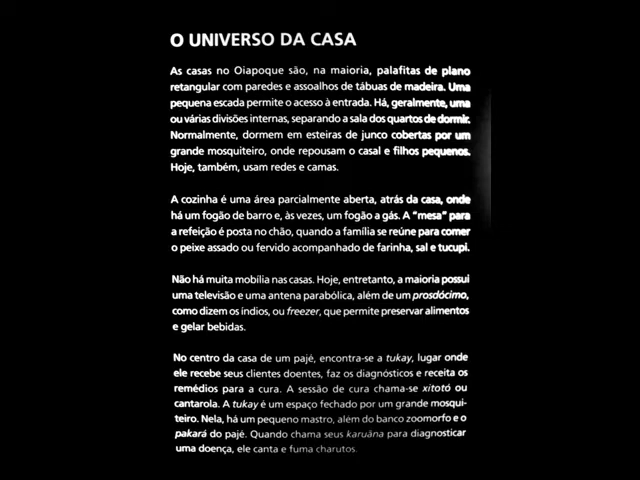 O UNIVERSO DA CASA
As casas no Oiapoque são, na maioria, palafitas de plano
retangular com paredes e assoalhos de tábuas de madeira. Uma
pequena escada permite o acesso à entrada. Há, geralmente, uma
ou várias divisões internas, separando a sala dos quartos de dormir.
Normalmente, dormem em esteiras de junco cobertas por um
grande mosquiteiro, onde repousam o casal e filhos pequenos.
Hoje, também, usam redes e camas.
A cozinha é uma área parcialmente aberta, atrás da casa, onde
há um fogão de barro e, às vezes, um fogão a gás. A "mesa" para
a refeição é posta no chão, quando a família se reúne para comer
o peixe assado ou fervido acompanhado de farinha, sal e tucupi.
Não há muita mobília nas casas. Hoje, entretanto, a maioria possui
uma televisão e uma antena parabólica, além de um prosdócimo,
como dizem os índios, ou freezer, que permite preservar alimentos
e gelar bebidas.
No centro da casa de um pajé, encontra-se a tukay, lugar onde
ele recebe seus clientes doentes, faz os diagnósticos e receita os
remédios para a cura. A sessão de cura chama-se xitotó ou
cantarola. A tukay é um espaço fechado por um grande mosqui-
teiro. Nela, há um pequeno mastro, além do banco zoomorfo e o
pakará do pajé. Quando chama seus karuãna para diagnosticar
uma doença, ele canta e fuma charutos.